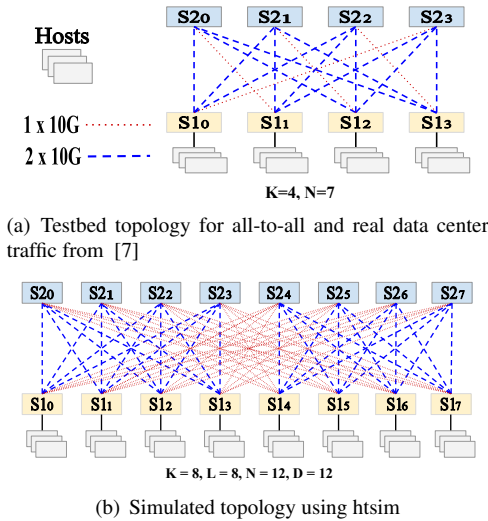 S20 S21 S22 S23
Hosts
1 x 10G
2 x 10G
S10 S11 S12 S13
K=4, N=7
(a) Testbed topology for all-to-all and real data center
traffic from [7]
S20 S21 S22 S23 S24 S25 S26 S27
S10 S11 S12 S13 S14 S15 S16 S17
K = 8, L = 8, N = 12, D = 12
(b) Simulated topology using htsim